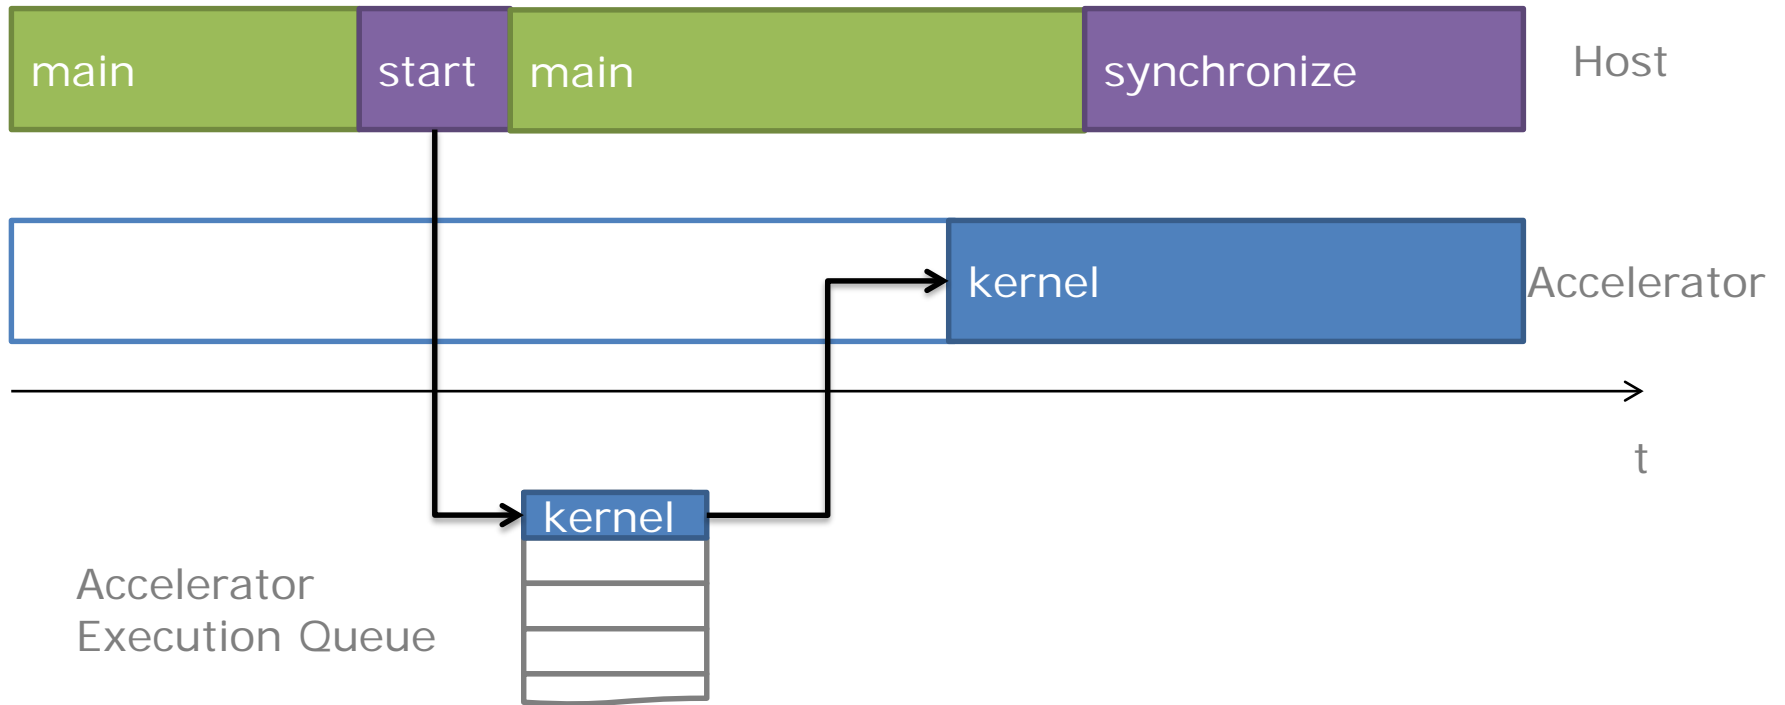 main
start
main
synchronize
Host
kernel
Accelerator
t
kernel
Accelerator
Execution Queue